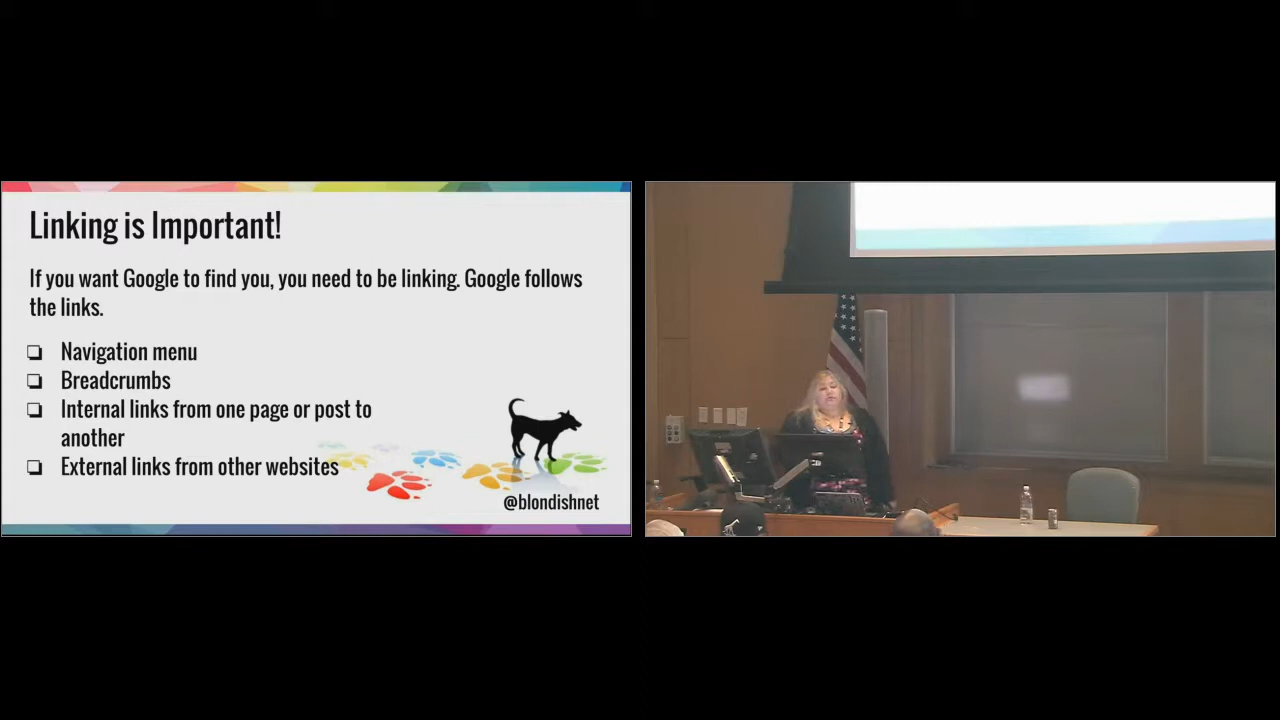 Linking is Important!
If you want Google to find you, you need to be linking. Google follows
the links.
Navigation menu
Breadcrumbs
Internal links from one page or post to
another
External links from other websites
@blondishnet